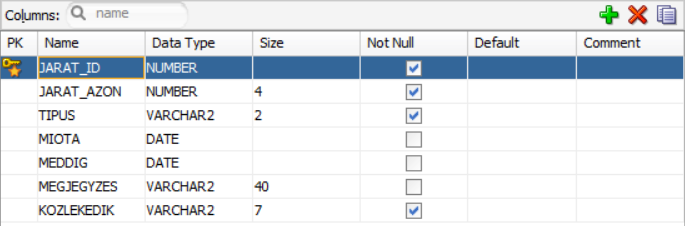 Columns: name
PK Name Data Type Size Not Null Default Comment
JARAT_ID NUMBER
JARAT_AZON NUMBER 4
TIPUS VARCHAR2 2
MIOTA DATE
MEDDIG DATE
MEGJEGYZES VARCHAR2 40
KOZLEKEDIK VARCHAR2 7